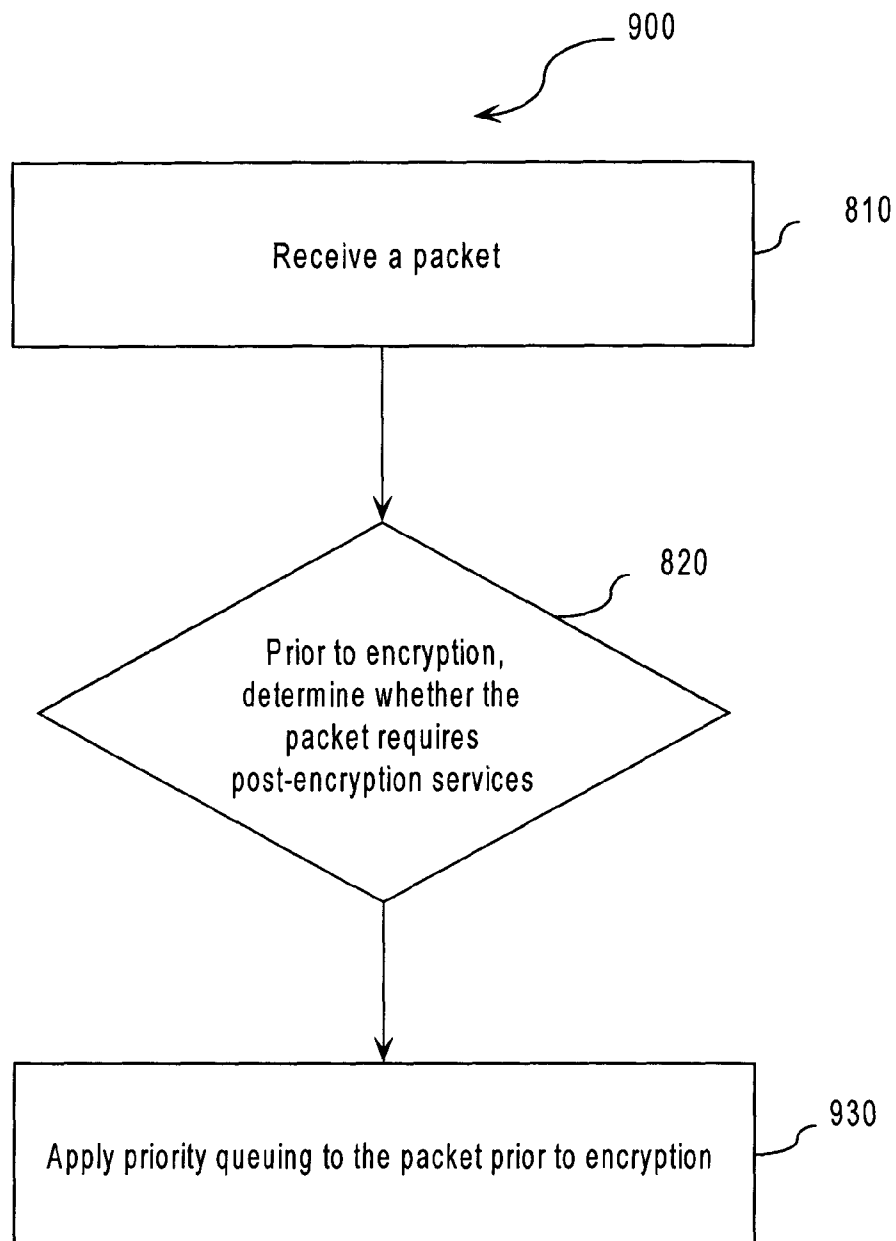 900
Receive a packet
810
820
Prior to encryption,
determine whether the
packet requires
post-encryption services
Apply priority queuing to the packet prior to encryption
930